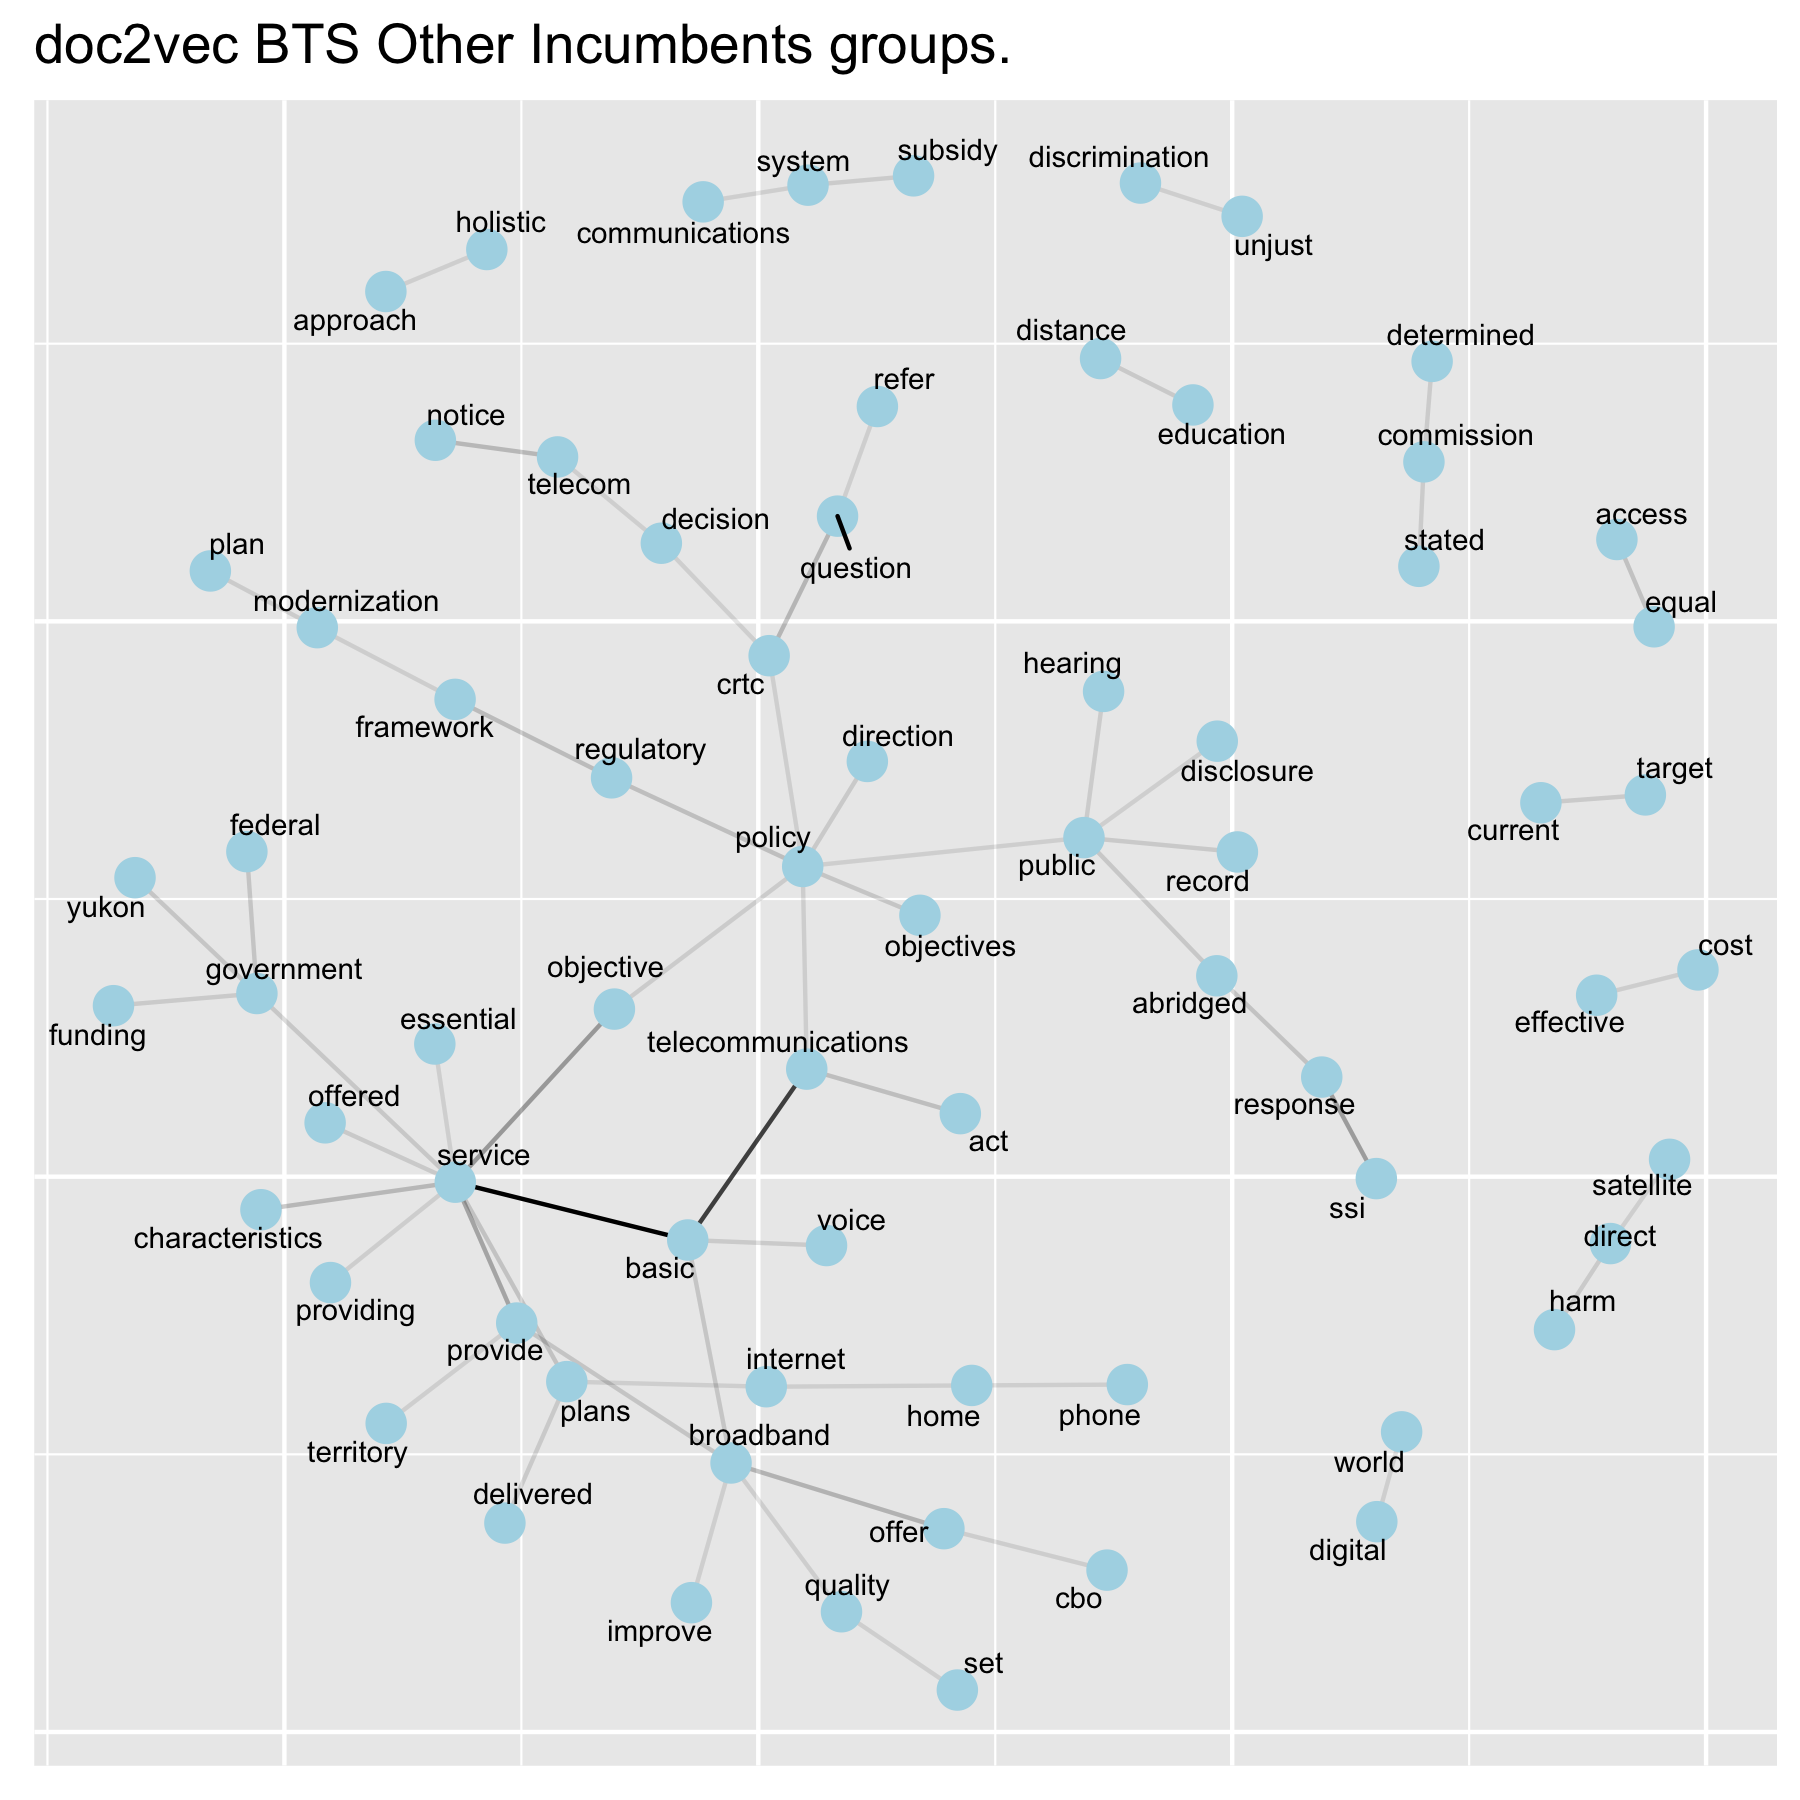 doc2vec BTS Other Incumbents groups.
subsidy
system
discrimination
holistic
communications
unjust
approach
distance
determined
refer
notice
education
commission
telecom
decision
access
plan
stated
question
modernization
equal
hearing
crtc
framework
direction
regulatory
disclosure
target
federal
policy
current
public
record
yukon
objectives
cost
government
objective
abridged
essential
effective
funding
telecommunications
offered
response
act
service
satellite
ssi
voice
characteristics
direct
basic
harm
providing
provide
internet
plans
home
phone
broadband
territory
world
delivered
offer
digital
quality
cbo
improve
set